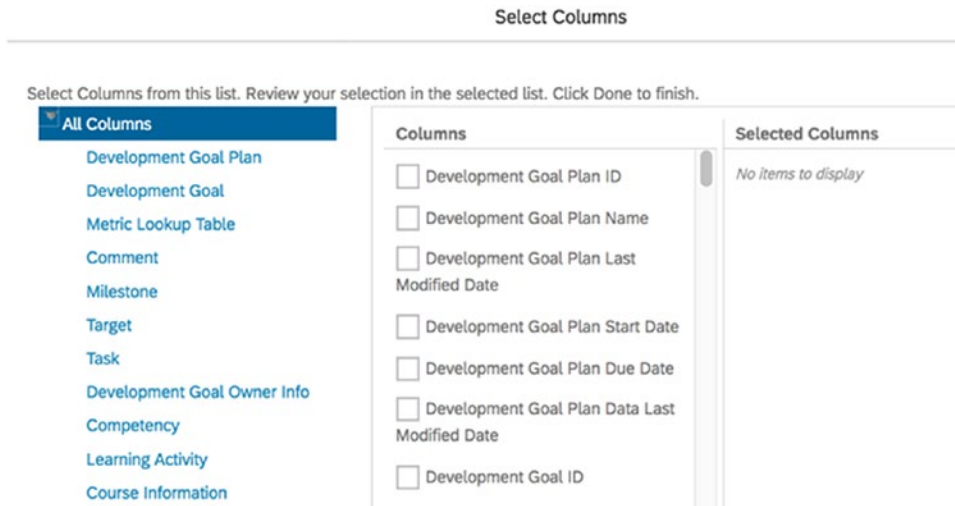 Select Columns
Select Columns from this list. Review your selection in the selected list. Click Done to finish.
All Columns
Development Goal Plan
Development Goal
Metric Lookup Table
Comment
Milestone
Target
Task
Development Goal Owner Info
Competency
Learning Activity
Course Information
Columns
Development Goal Plan ID
Development Goal Plan Name
Development Goal Plan Last
Modified Date
Development Goal Plan Start Date
Development Goal Plan Due Date
Development Goal Plan Data Last
Modified Date
Development Goal ID
Selected Columns
No items to display